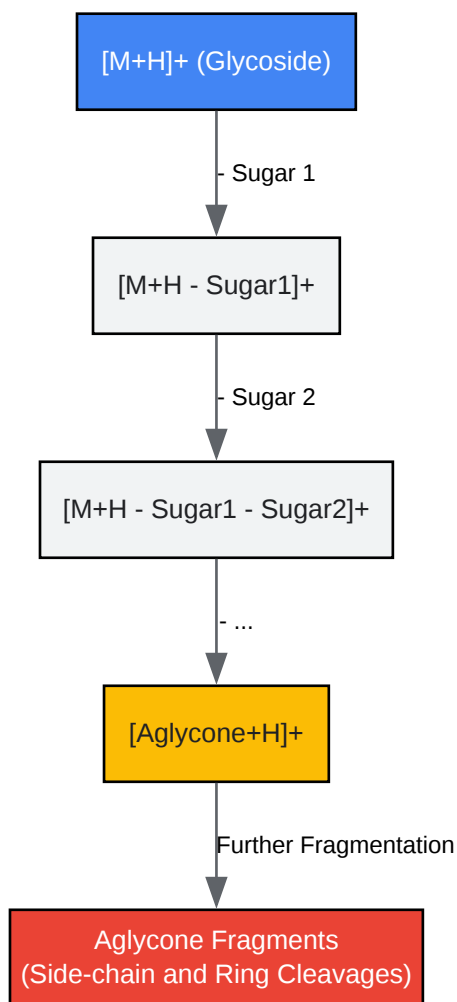 [M+H]+ (Glycoside)
- Sugar 1
[M+H - Sugar1]+
- Sugar 2
[M+H - Sugar1 - Sugar2]+
- ...
[Aglycone+H]+
Further Fragmentation
Aglycone Fragments
(Side-chain and Ring Cleavages)